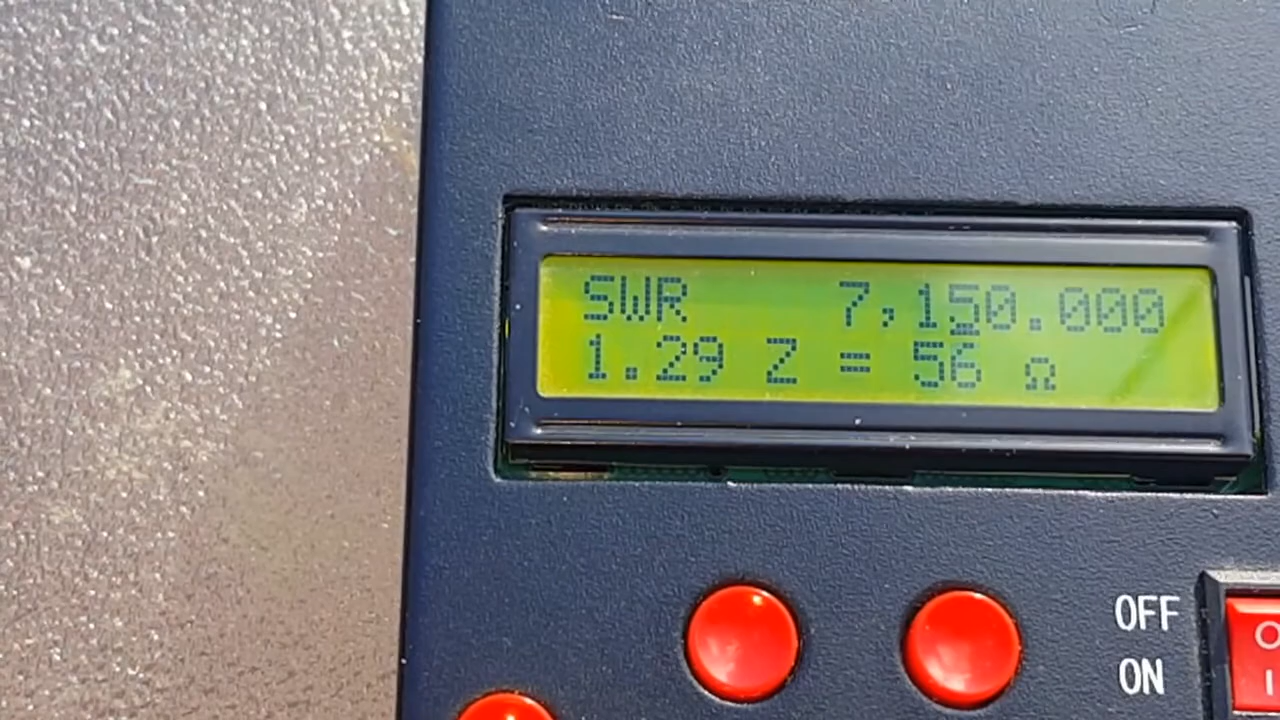 SWR 7,150.000
1.29 Z = 56 Ω
OFF
ON
O
I